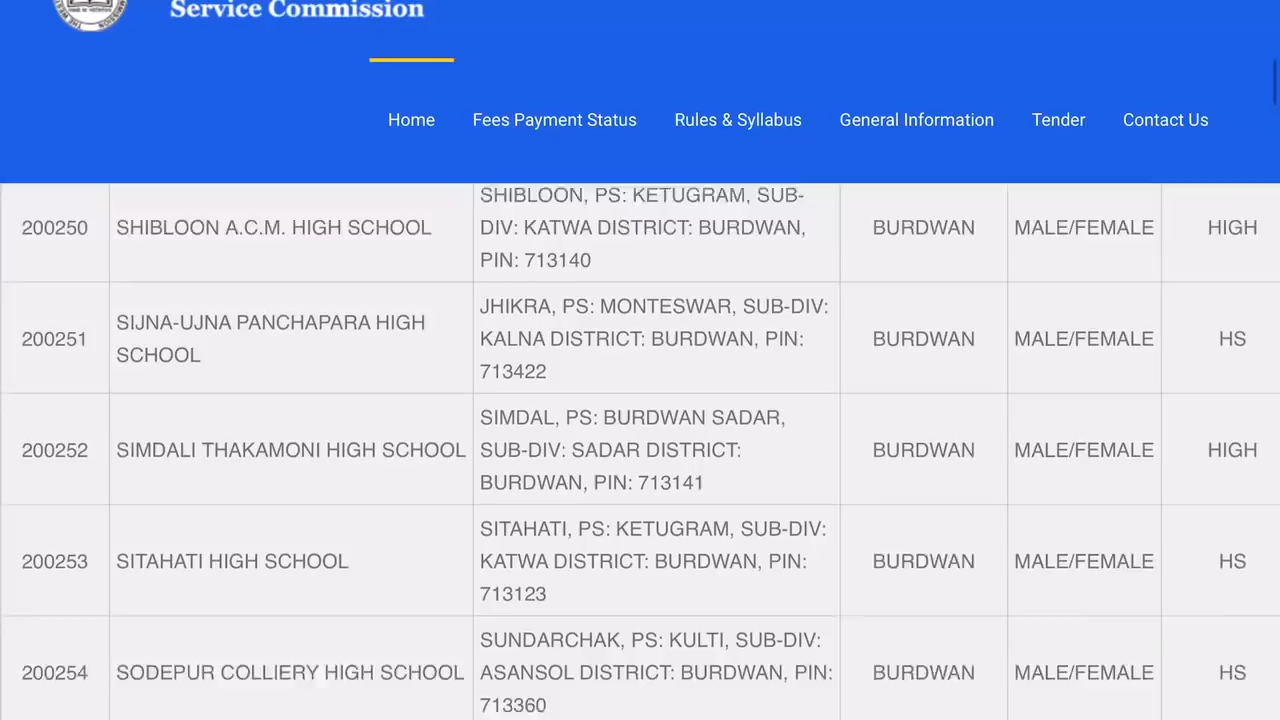 Service Commission
Home Fees Payment Status Rules & Syllabus General Information Tender Contact Us
200250 SHIBLOON A.C.M. HIGH SCHOOL SHIBLOON, PS: KETUGRAM, SUB-
DIV: KATWA DISTRICT: BURDWAN,
PIN: 713140 BURDWAN MALE/FEMALE HIGH
200251 SIJNA-UJNA PANCHAPARA HIGH
SCHOOL JHIKRA, PS: MONTESWAR, SUB-DIV:
KALNA DISTRICT: BURDWAN, PIN:
713422 BURDWAN MALE/FEMALE HS
200252 SIMDALI THAKAMONI HIGH SCHOOL SIMDAL, PS: BURDWAN SADAR,
SUB-DIV: SADAR DISTRICT:
BURDWAN, PIN: 713141 BURDWAN MALE/FEMALE HIGH
200253 SITAHATI HIGH SCHOOL SITAHATI, PS: KETUGRAM, SUB-DIV:
KATWA DISTRICT: BURDWAN, PIN:
713123 BURDWAN MALE/FEMALE HS
200254 SODEPUR COLLIERY HIGH SCHOOL SUNDARCHAK, PS: KULTI, SUB-DIV:
ASANSOL DISTRICT: BURDWAN, PIN:
713360 BURDWAN MALE/FEMALE HS